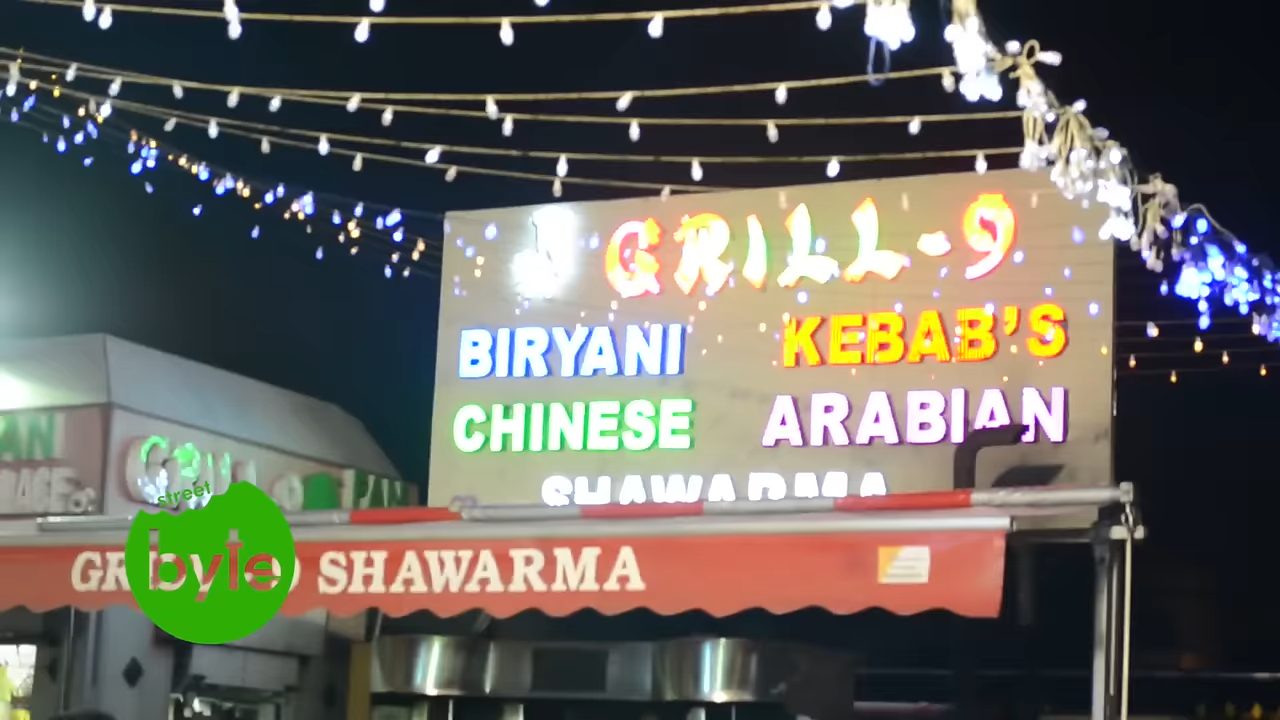 GRILL-9
BIRYANI KEBAB'S
CHINESE ARABIAN
SHAWARMA
street
byte
SHAWARMA